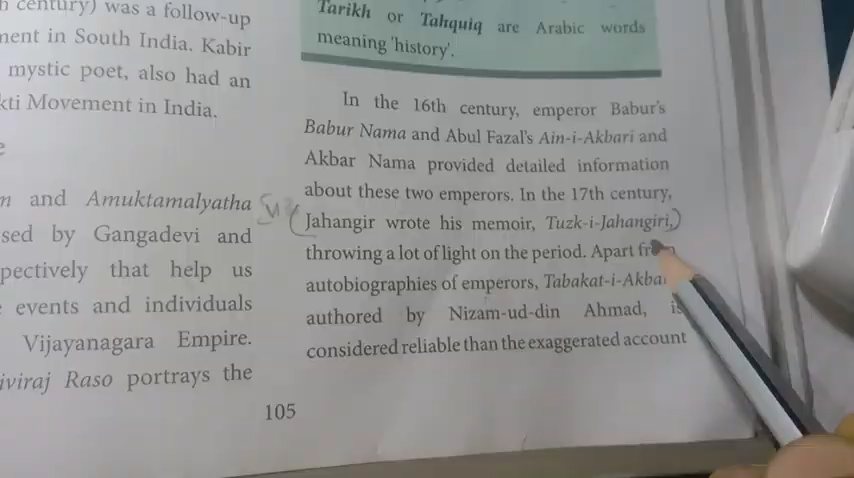 century) was a follow-up
ment in South India. Kabir
mystic poet, also had an
kti Movement in India.
and Amuktamalyatha
sed by Gangadevi and
pectively that help us
events and individuals
Vijayanagara Empire.
viraj Raso portrays the
Tarikh or Tahquiq are Arabic words
meaning 'history'.
In the 16th century, emperor Babur's
Babur Nama and Abul Fazal's Ain-i-Akbari and
Akbar Nama provided detailed information
about these two emperors. In the 17th century,
Jahangir wrote his memoir, Tuzk-i-Jahangiri,
throwing a lot of light on the period. Apart
autobiographies of emperors, Tabakat-i-Akba
authored by Nizam-ud-din Ahmad, is
considered reliable than the exaggerated account
105